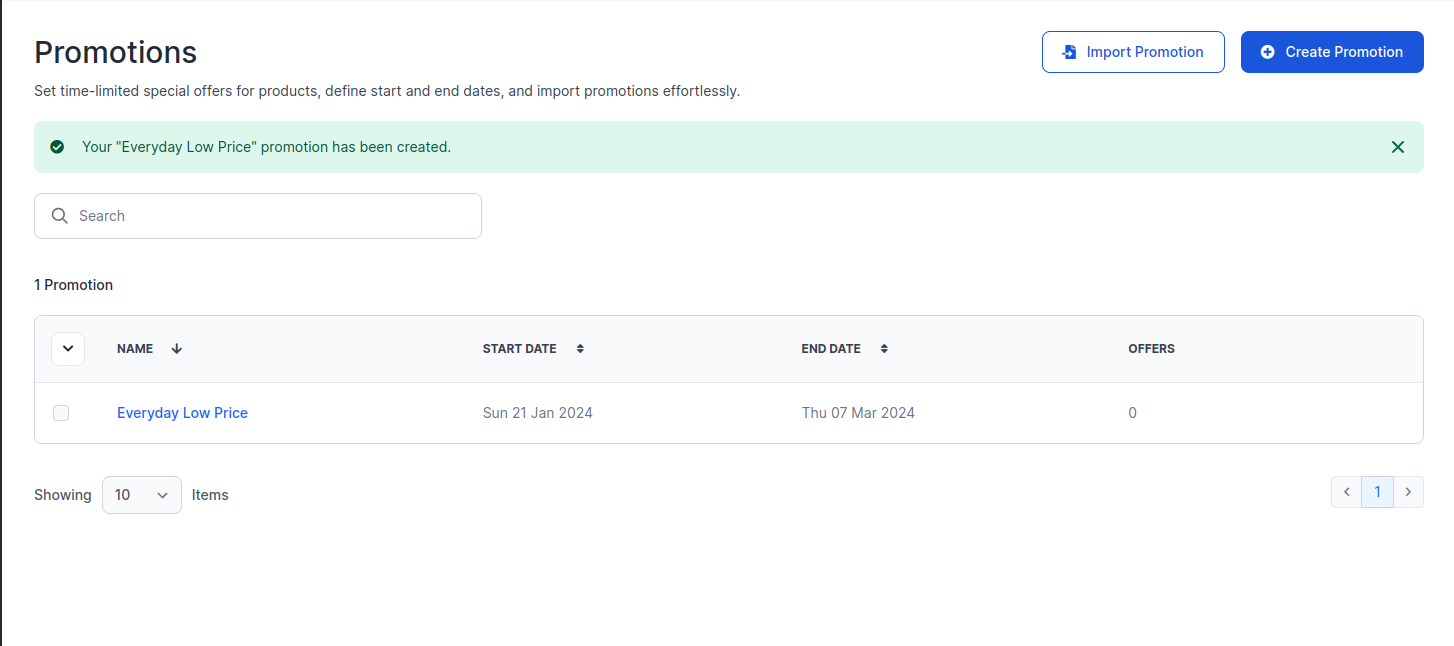 Promotions
Import Promotion
Create Promotion
Set time-limited special offers for products, define start and end dates, and import promotions effortlessly.
Your "Everyday Low Price" promotion has been created.
Search
1 Promotion
NAME START DATE END DATE OFFERS
Everyday Low Price Sun 21 Jan 2024 Thu 07 Mar 2024 0
Showing 10 Items 1